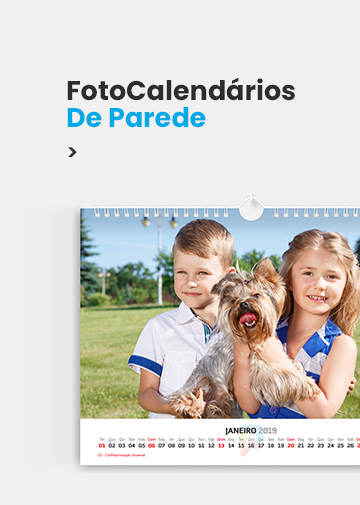 FotoCalendários
De Parede
>
JANEIRO 2019
Ter Qua Qui Sex Sáb Dom Seg Ter Qua Qui Sex Sáb Dom Seg Ter Qua Qui Sex Sáb Dom Seg Ter Qua Qui Sex Sáb
01 02 03 04 05 06 07 08 09 10 11 12 13 14 15 16 17 18 19 20 21 22 23 24 25 26
01 - Confraternização Universal